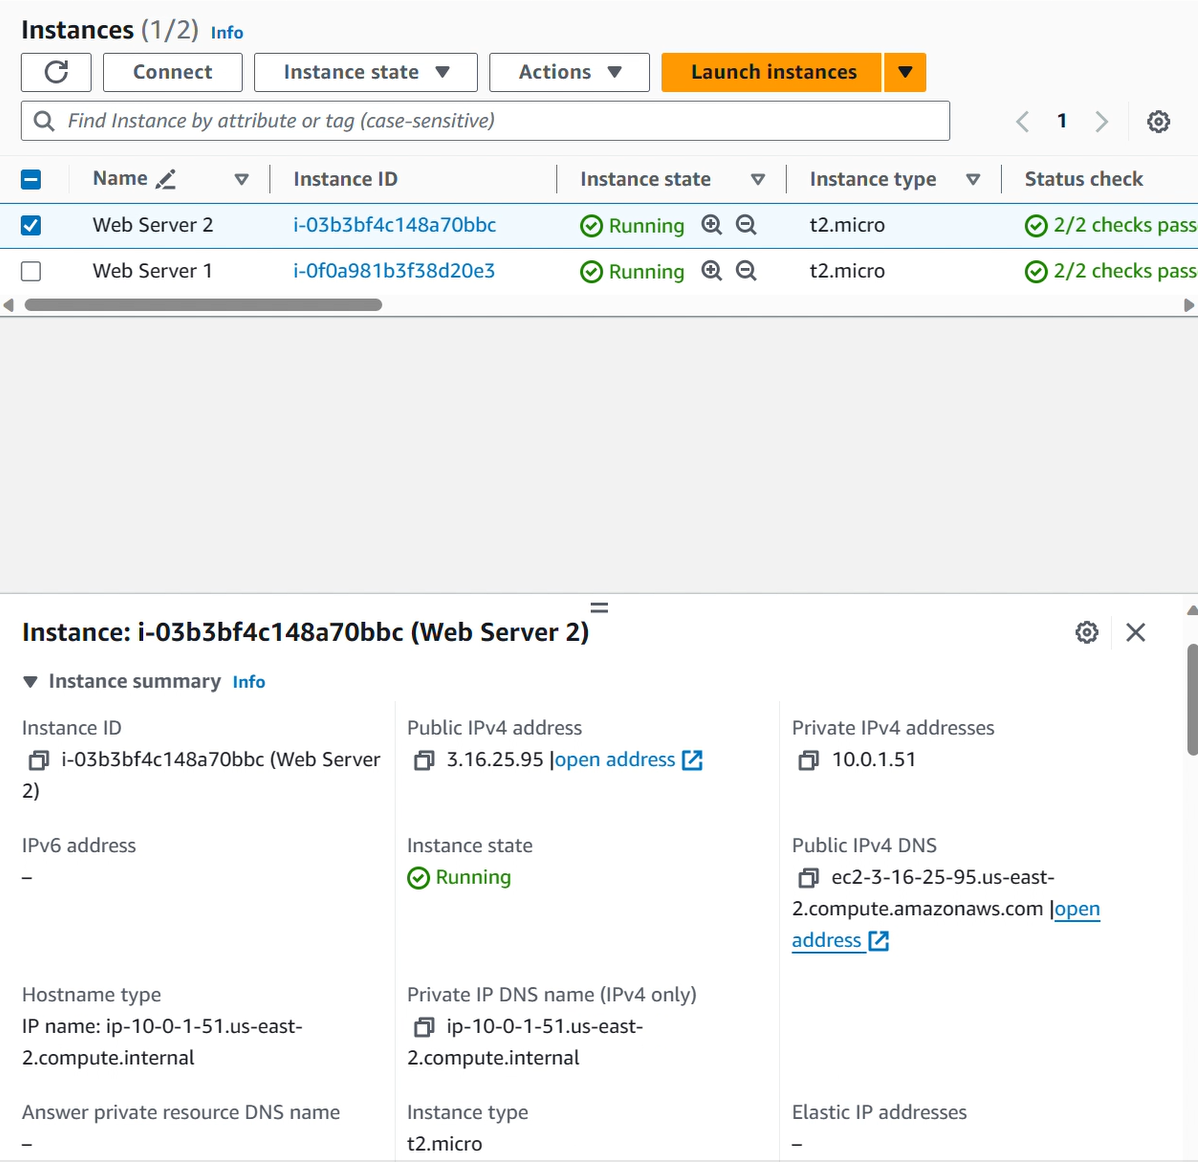 Instances (1/2) Info
Connect Instance state Actions Launch instances
Find Instance by attribute or tag (case-sensitive) 1
Name Instance ID Instance state Instance type Status check
Web Server 2 i-03b3bf4c148a70bbc Running t2.micro 2/2 checks pass
Web Server 1 i-0f0a981b3f38d20e3 Running t2.micro 2/2 checks pass
Instance: i-03b3bf4c148a70bbc (Web Server 2)
Instance summary Info
Instance ID
i-03b3bf4c148a70bbc (Web Server
2)
Public IPv4 address
3.16.25.95 |open address
Private IPv4 addresses
10.0.1.51
IPv6 address
–
Instance state
Running
Public IPv4 DNS
ec2-3-16-25-95.us-east-
2.compute.amazonaws.com |open
address
Hostname type
IP name: ip-10-0-1-51.us-east-
2.compute.internal
Private IP DNS name (IPv4 only)
ip-10-0-1-51.us-east-
2.compute.internal
Answer private resource DNS name
–
Instance type
t2.micro
Elastic IP addresses
–